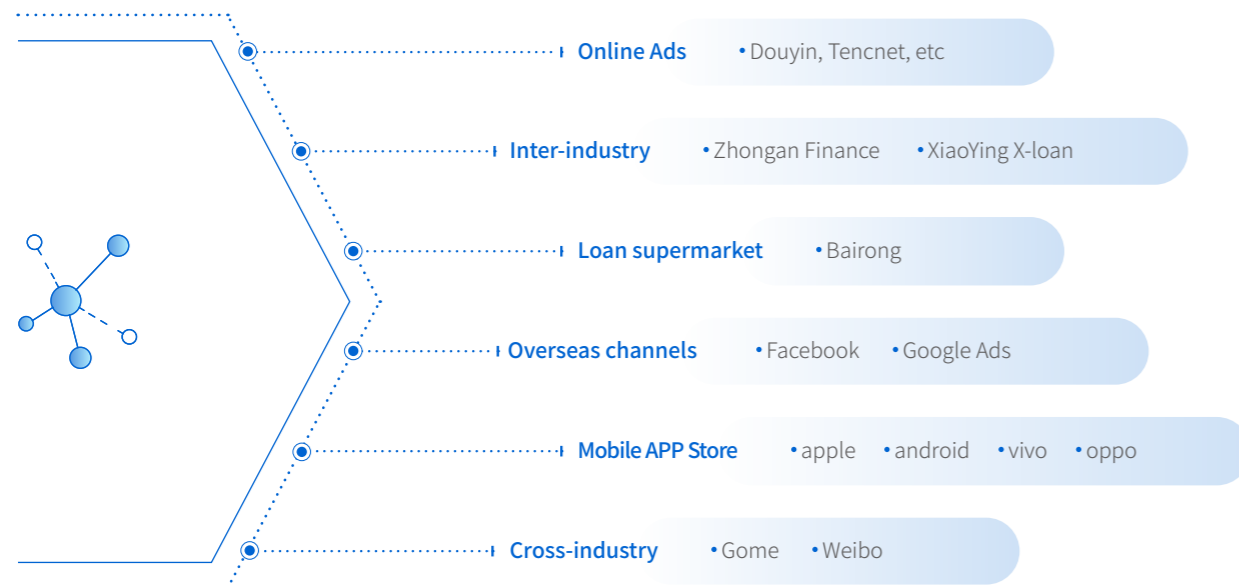 Online Ads • Douyin, Tencnet, etc
Inter-industry • Zhongan Finance • XiaoYing X-loan
Loan supermarket • Bairong
Overseas channels • Facebook • Google Ads
Mobile APP Store • apple • android • vivo • oppo
Cross-industry • Gome • Weibo